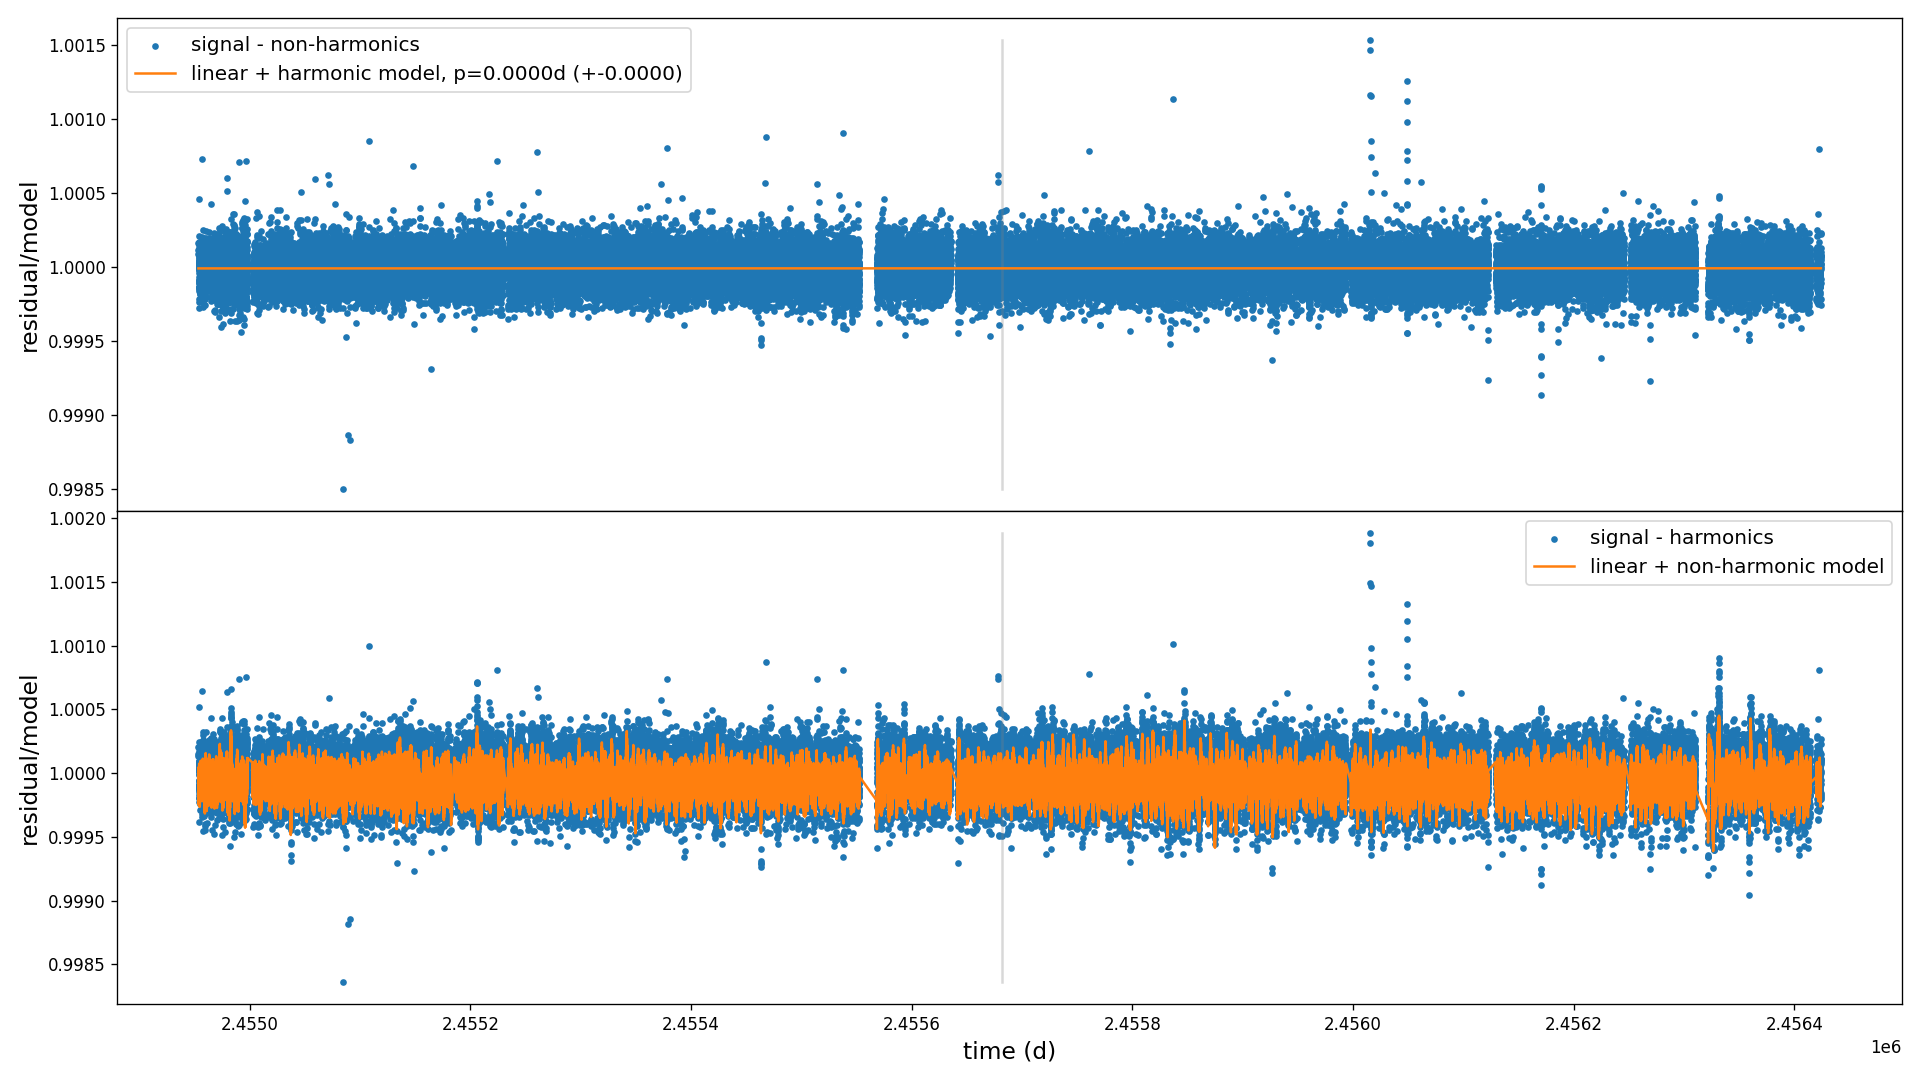 signal - non-harmonics
linear + harmonic model, p=0.0000d (+-0.0000)
1.0015
1.0010
1.0005
1.0000
0.9995
0.9990
0.9985
residual/model
signal - harmonics
linear + non-harmonic model
1.0020
1.0015
1.0010
1.0005
1.0000
0.9995
0.9990
0.9985
residual/model
2.4550 2.4552 2.4554 2.4556 2.4558 2.4560 2.4562 2.4564
time (d)
1e6